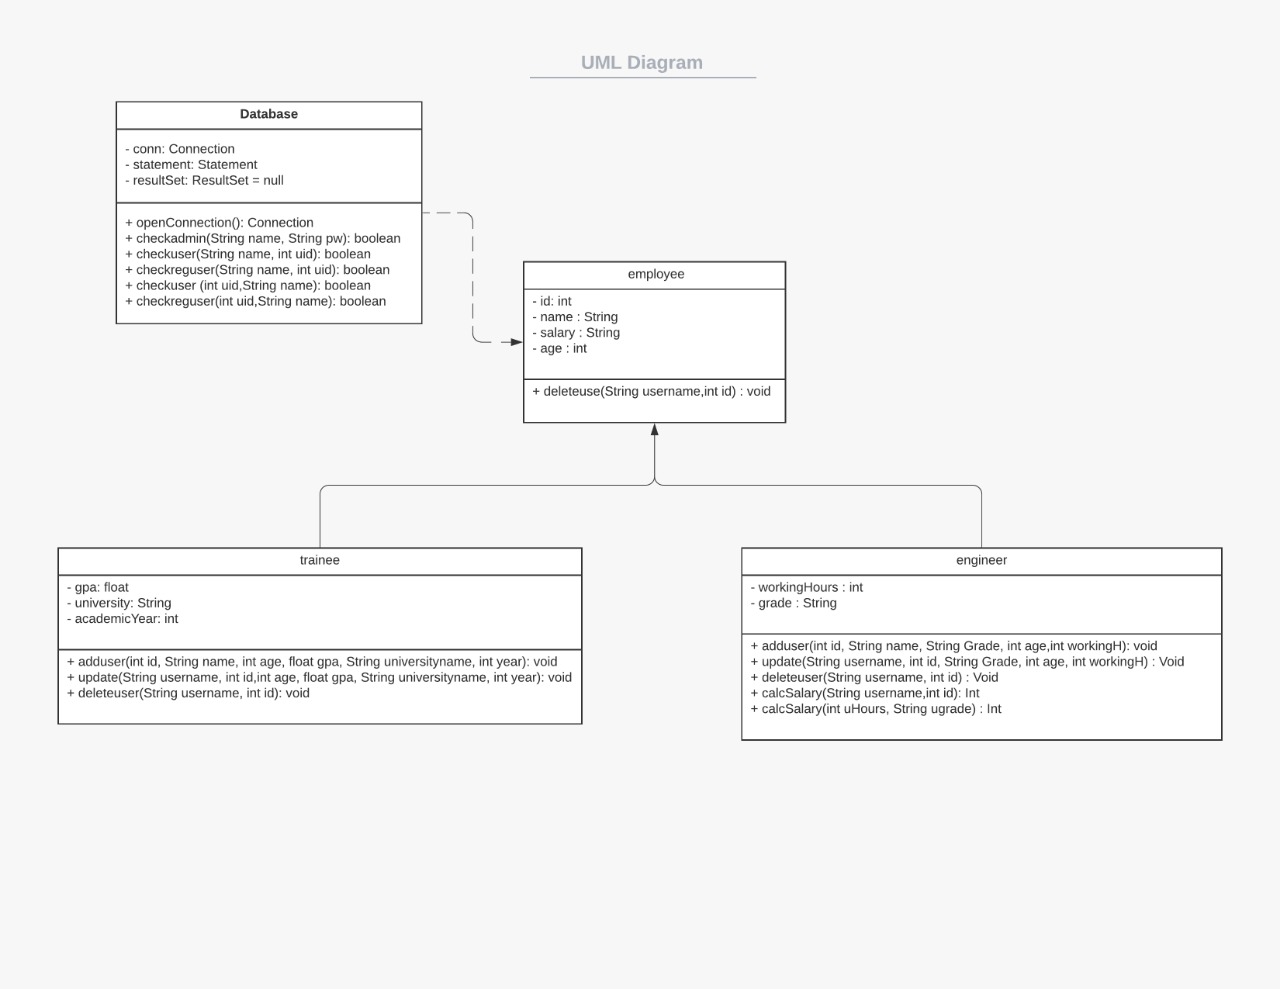 UML Diagram
Database
- conn: Connection
- statement: Statement
- resultSet: ResultSet = null
+ openConnection(): Connection
+ checkadmin(String name, String pw): boolean
+ checkuser(String name, int uid): boolean
+ checkreguser(String name, int uid): boolean
+ checkuser (int uid,String name): boolean
+ checkreguser(int uid,String name): boolean
employee
- id: int
- name : String
- salary : String
- age : int
+ deleteuse(String username,int id) : void
trainee
- gpa: float
- university: String
- academicYear: int
+ adduser(int id, String name, int age, float gpa, String universityname, int year): void
+ update(String username, int id,int age, float gpa, String universityname, int year): void
+ deleteuser(String username, int id): void
engineer
- workingHours : int
- grade : String
+ adduser(int id, String name, String Grade, int age,int workingH): void
+ update(String username, int id, String Grade, int age, int workingH) : Void
+ deleteuser(String username, int id) : Void
+ calcSalary(String username,int id): Int
+ calcSalary(int uHours, String ugrade) : Int